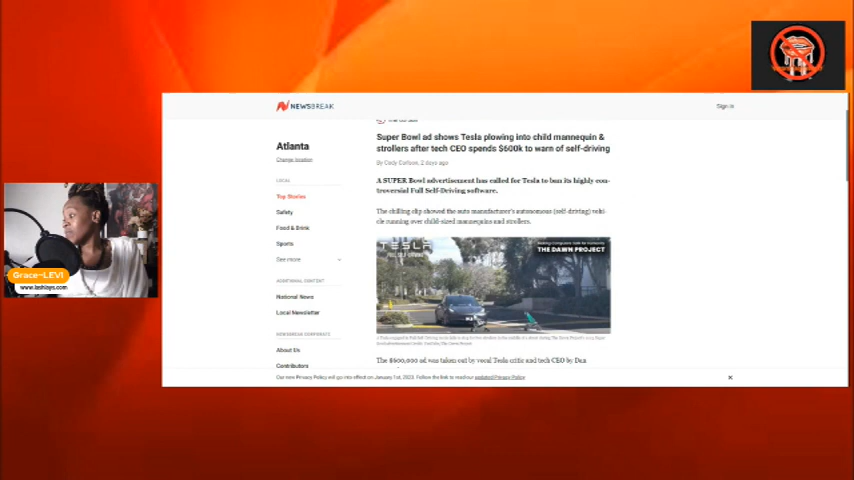 NEWSBREAK
Sign in
Atlanta
Change location
LOCAL
Top Stories
Safety
Food & Drink
Sports
See more
ADDITIONAL CONTENT
National News
Local Newsletter
NEWSBREAK CORPORATE
About Us
Contributors
Super Bowl ad shows Tesla plowing into child mannequin &
strollers after tech CEO spends $600k to warn of self-driving
By Cody Carlson, 2 days ago
A SUPER Bowl advertisement has called for Tesla to ban its highly con-
troversial Full Self-Driving software.
The chilling clip showed the auto manufacturer's autonomous (self-driving) vehi-
cle running over child-sized mannequins and strollers.
TESLA
FULL SELF-DRIVING
THE DAWN PROJECT
The $600,000 ad was taken out by vocal Tesla critic and tech CEO by Dan
Our new Privacy Policy will go into effect on January 1st, 2023. Follow the link to read our updated Privacy Policy
Grace-LEVI
www.lashlays.com